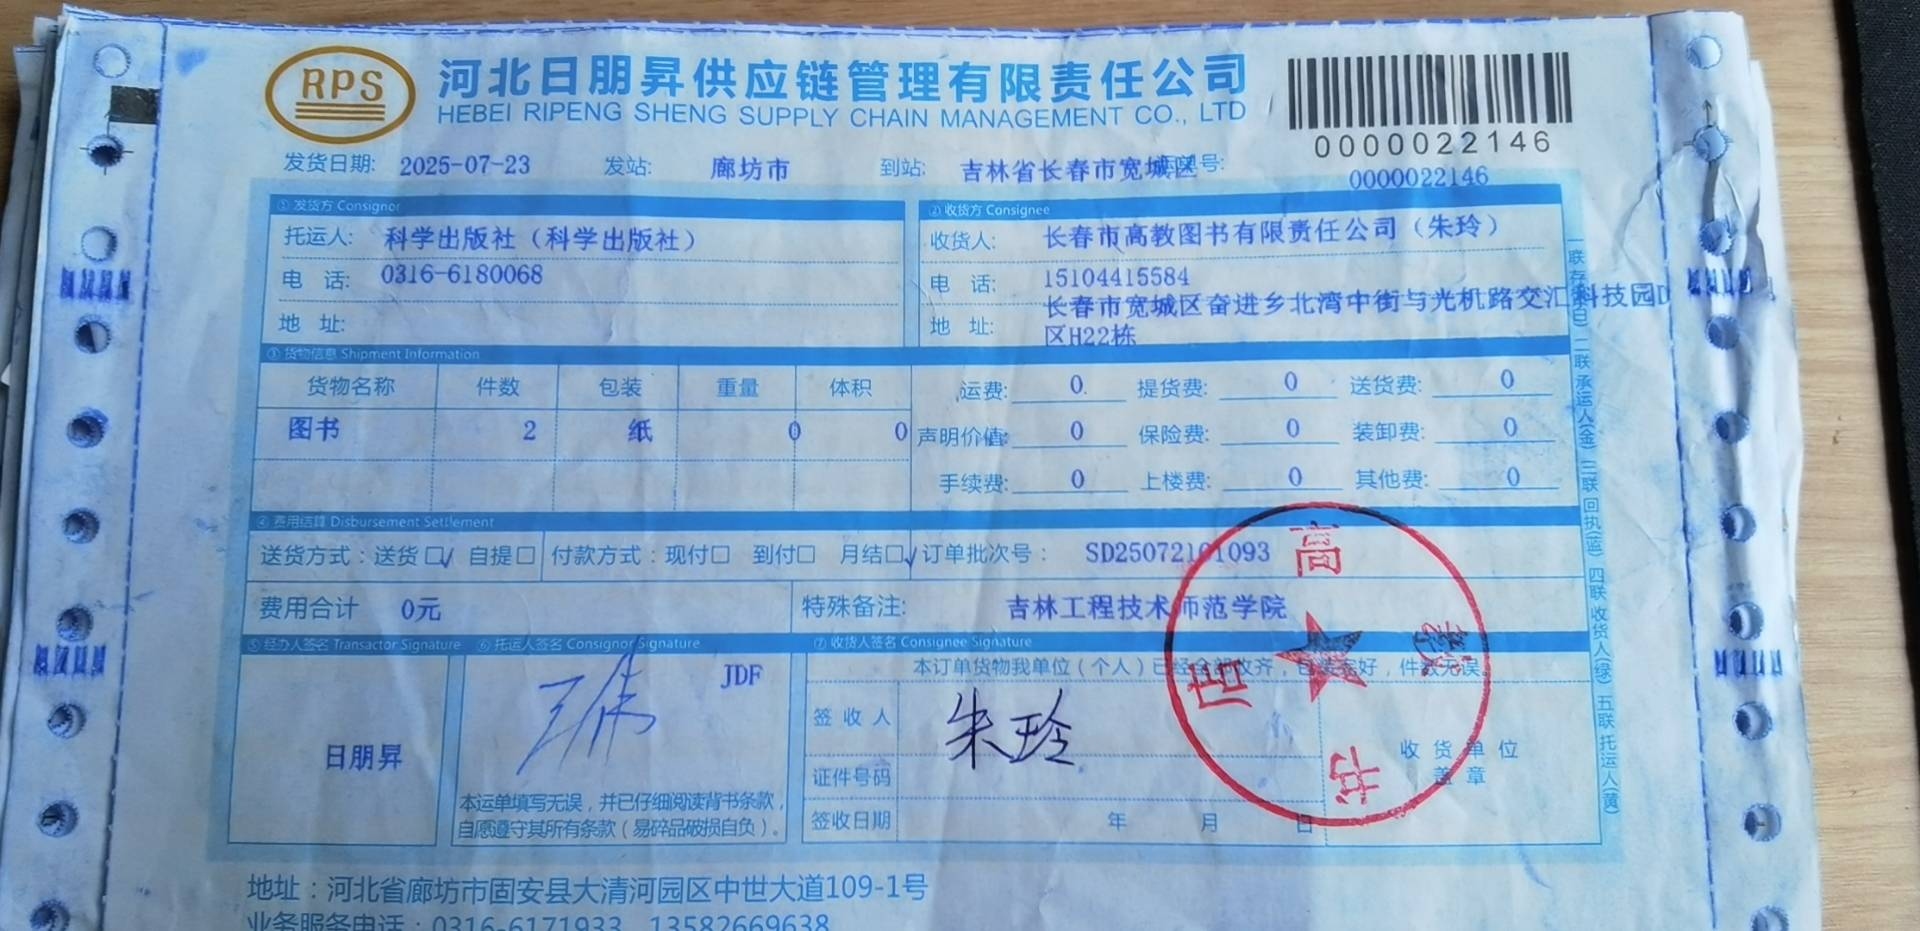 RPS
河北日朋昇供应链管理有限责任公司
HEBEI RIPENG SHENG SUPPLY CHAIN MANAGEMENT CO., LTD
0000022146
发货日期: 2025-07-23 发站: 廊坊市 到站: 吉林省长春市宽城区 号:
0000022146
① 发货方 Consignor
托运人: 科学出版社（科学出版社）
电 话: 0316-6180068
地 址:
② 收货方 Consignee
收货人: 长春市高教图书有限责任公司（朱玲）
电 话: 15104415584
地 址: 长春市宽城区奋进乡北湾中街与光机路交汇科技园D
区H22栋
③ 货物信息 Shipment Information
货物名称 件数 包装 重量 体积
图书 2 纸 0 0
运费: 0. 提货费: 0 送货费: 0
声明价值: 0 保险费: 0 装卸费: 0
手续费: 0 上楼费: 0 其他费: 0
④ 费用结算 Disbursement Settlement
送货方式：送货☐√ 自提☐ 付款方式：现付☐ 到付☐ 月结☐√ 订单批次号： SD25072101093
费用合计 0元 特殊备注: 吉林工程技术师范学院
⑤ 经办人签名 Transactor Signature
日朋昇
⑥ 托运人签名 Consignor Signature
JDF
本运单填写无误，并已仔细阅读背书条款，
自愿遵守其所有条款（易碎品破损自负）。
⑦ 收货人签名 Consignee Signature
本订单货物我单位（个人）已经全部收齐，包装完好，件数无误。
签 收 人 朱玲
证件号码
签收日期 年 月 日
收 货 单 位
盖 章
高
书
店
二联 承运人(金) 三联 回执(蓝) 四联 收货人(绿) 五联 托运人(黄)
地址：河北省廊坊市固安县大清河园区中世大道109-1号
业务服务电话：0316-6171933 13582669638